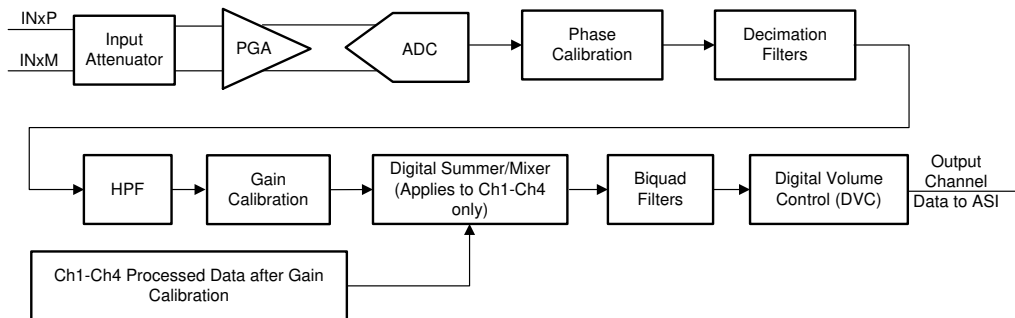 INxP
INxM
Input
Attenuator
PGA
ADC
Phase
Calibration
Decimation
Filters
HPF
Gain
Calibration
Digital Summer/Mixer
(Applies to Ch1-Ch4
only)
Biquad
Filters
Digital Volume
Control (DVC)
Output
Channel
Data to ASI
Ch1-Ch4 Processed Data after Gain
Calibration